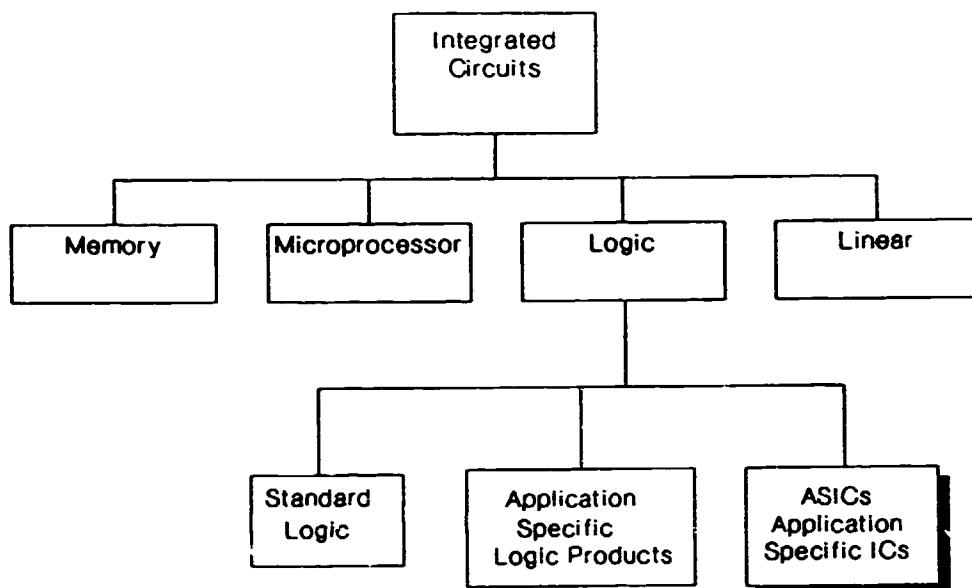 Integrated
Circuits
Memory
Microprocessor
Logic
Linear
Standard
Logic
Application
Specific
Logic Products
ASICs
Application
Specific ICs